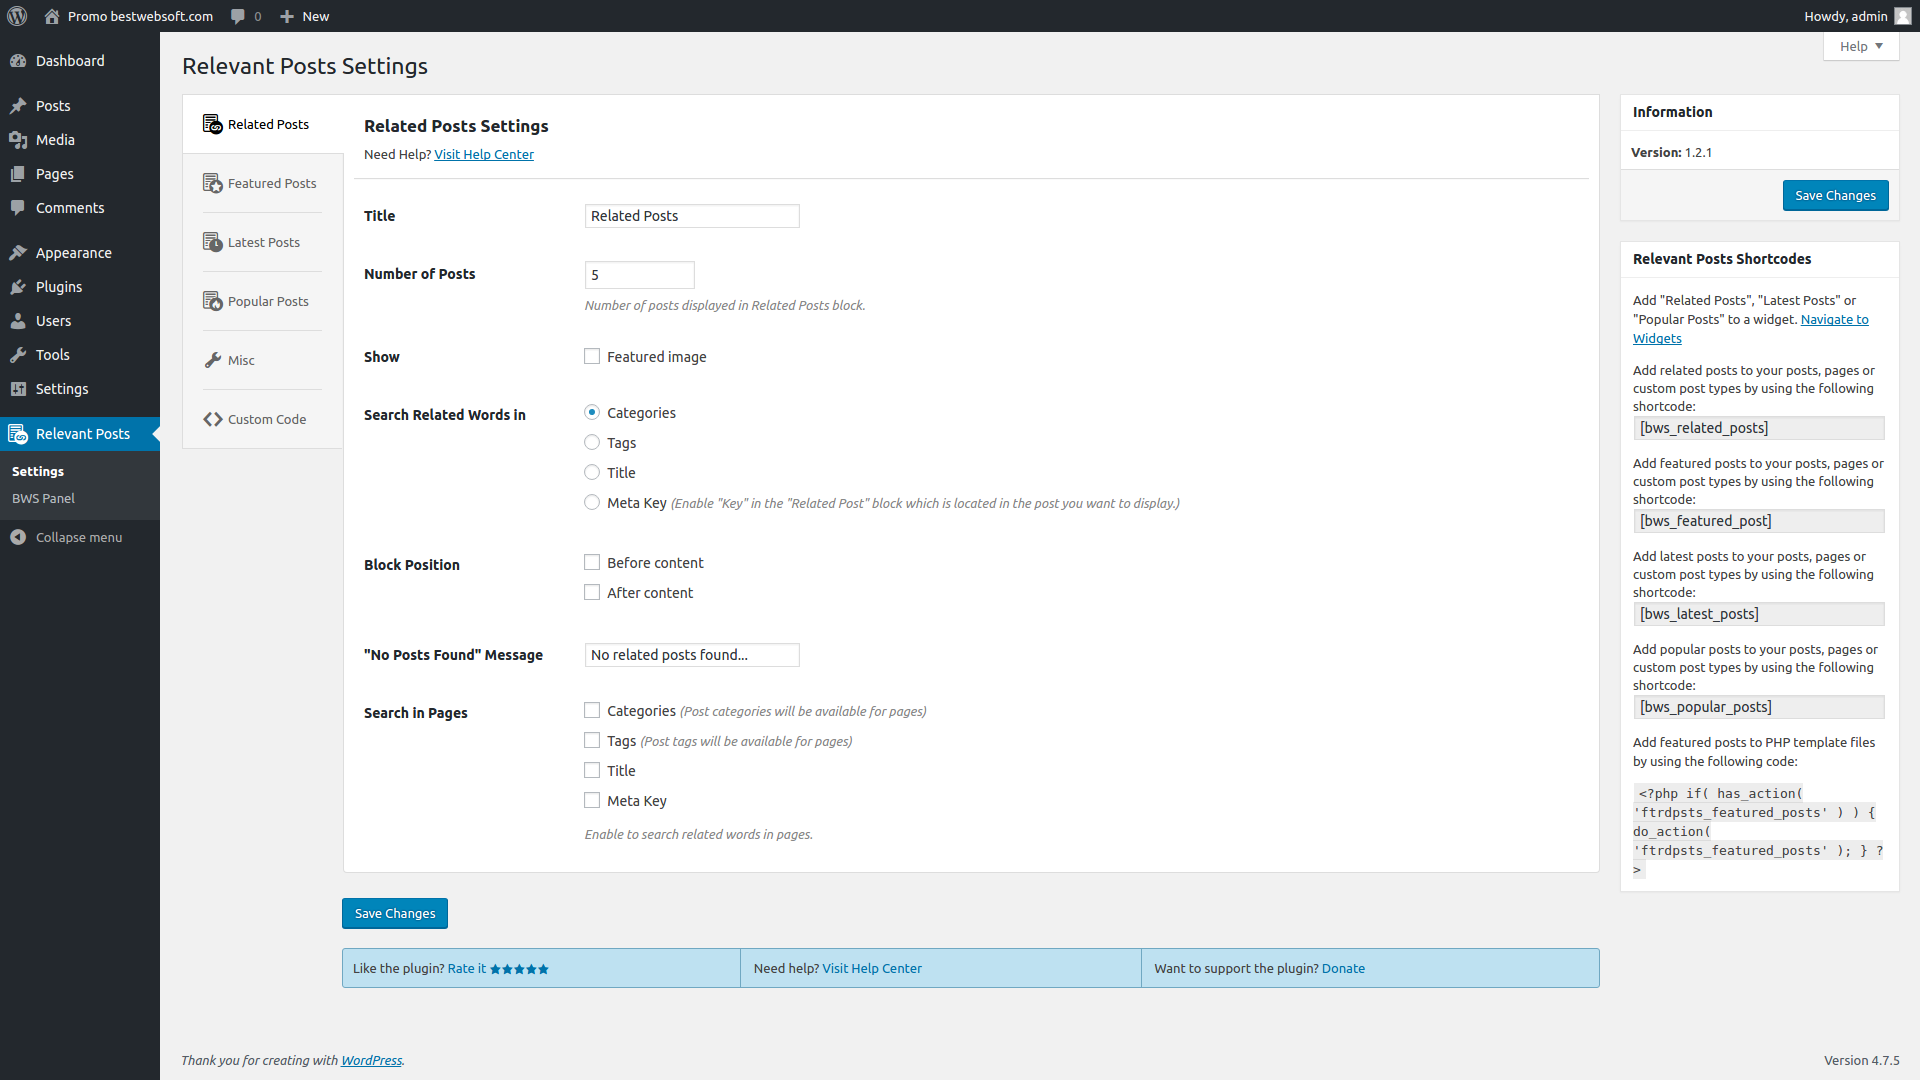 Promo bestwebsoft.com
0
New
Howdy, admin
Dashboard
Posts
Media
Pages
Comments
Appearance
Plugins
Users
Tools
Settings
Relevant Posts
Settings
BWS Panel
Collapse menu
Help
Relevant Posts Settings
Related Posts
Featured Posts
Latest Posts
Popular Posts
Misc
Custom Code
Related Posts Settings
Need Help? Visit Help Center
Title
Related Posts
Number of Posts
5
Number of posts displayed in Related Posts block.
Show
Featured image
Search Related Words in
Categories
Tags
Title
Meta Key (Enable "Key" in the "Related Post" block which is located in the post you want to display.)
Block Position
Before content
After content
"No Posts Found" Message
No related posts found...
Search in Pages
Categories (Post categories will be available for pages)
Tags (Post tags will be available for pages)
Title
Meta Key
Enable to search related words in pages.
Save Changes
Like the plugin? Rate it
Need help? Visit Help Center
Want to support the plugin? Donate
Information
Version: 1.2.1
Save Changes
Relevant Posts Shortcodes
Add "Related Posts", "Latest Posts" or
"Popular Posts" to a widget. Navigate to
Widgets
Add related posts to your posts, pages or
custom post types by using the following
shortcode:
[bws_related_posts]
Add featured posts to your posts, pages or
custom post types by using the following
shortcode:
[bws_featured_post]
Add latest posts to your posts, pages or
custom post types by using the following
shortcode:
[bws_latest_posts]
Add popular posts to your posts, pages or
custom post types by using the following
shortcode:
[bws_popular_posts]
Add featured posts to PHP template files
by using the following code:
<?php if( has_action(
'ftrdpsts_featured_posts' ) ) {
do_action(
'ftrdpsts_featured_posts' ); } ?
>
Thank you for creating with WordPress.
Version 4.7.5